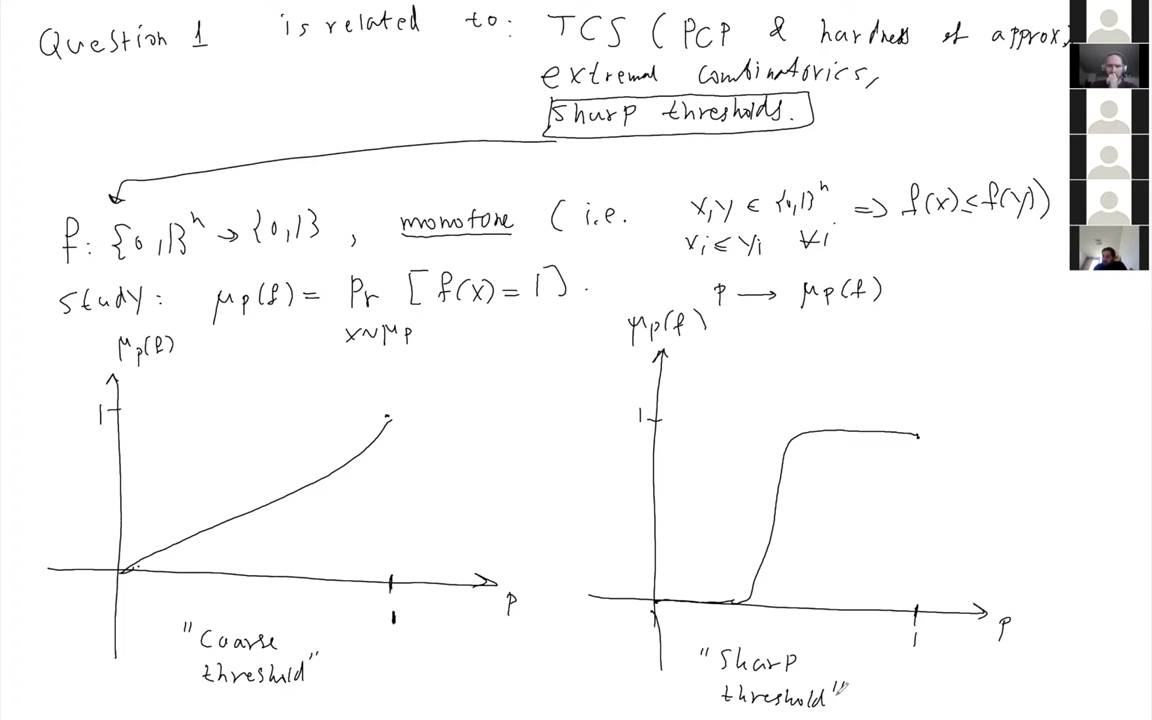 Question 1 is related to: TCS (PCP & hardness of approx)
extremal combinatorics,
sharp thresholds.
f: {0,1}^n → {0,1}, monotone (i.e. x,y ∈ {0,1}^n ⇒ f(x) ≤ f(y))
x_i ≤ y_i ∀i
study: μ_p(f) = Pr [f(x) = 1]. p → μ_p(f)
x∼μ_p
μ_p(f)
μ_p(f)
1
1
p
p
1
1
"Coarse
threshold"
"Sharp
threshold"